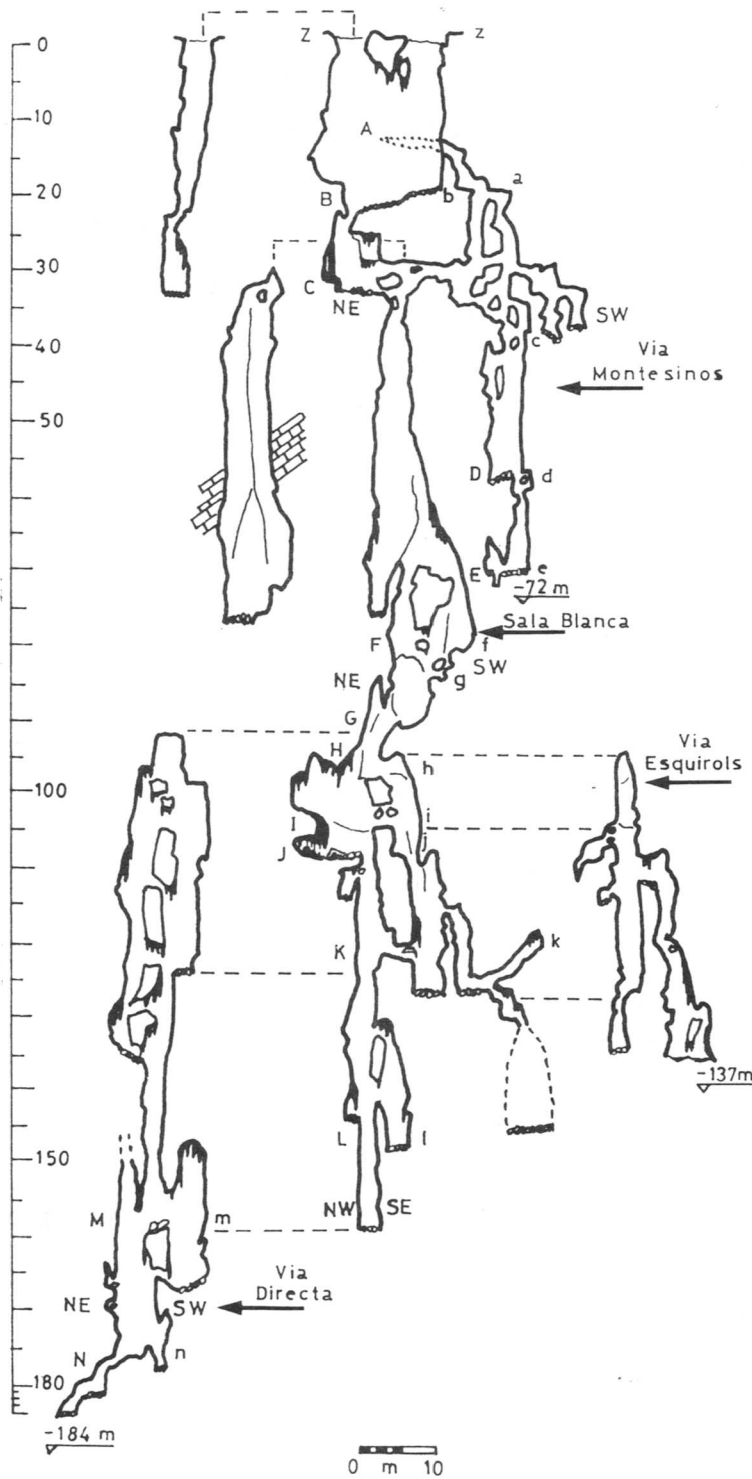 0
Z
Z
10
A
a
20
B
b
30
C
NE
SW
40
c
Via
Montesinos
50
D
d
E
e
-72 m
Sala Blanca
F
f
SW
g
NE
G
H
h
Via
Esquirols
100
I
i
J
j
K
k
-137m
L
l
150
M
m
NW
SE
Via
Directa
NE
SW
N
n
180
-184 m
0 m 10